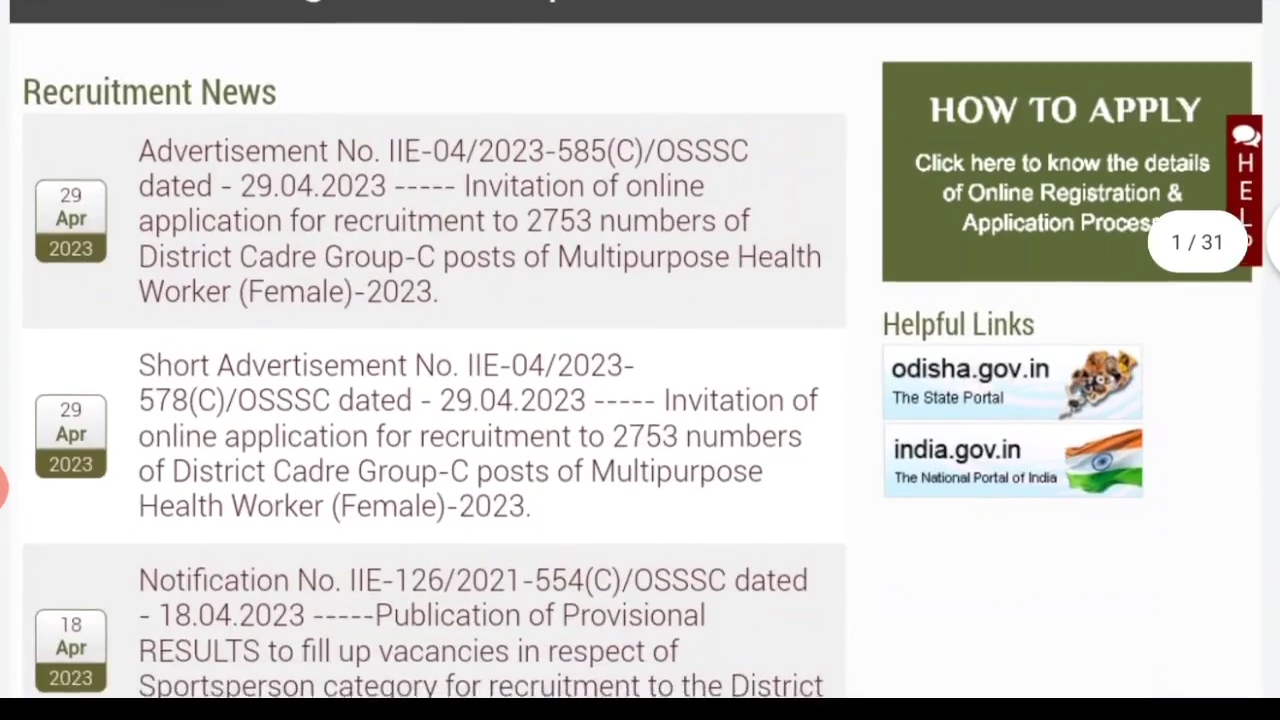 Recruitment News
29
Apr
2023
Advertisement No. IIE-04/2023-585(C)/OSSSC
dated - 29.04.2023 ----- Invitation of online
application for recruitment to 2753 numbers of
District Cadre Group-C posts of Multipurpose Health
Worker (Female)-2023.
29
Apr
2023
Short Advertisement No. IIE-04/2023-
578(C)/OSSSC dated - 29.04.2023 ----- Invitation of
online application for recruitment to 2753 numbers
of District Cadre Group-C posts of Multipurpose
Health Worker (Female)-2023.
18
Apr
2023
Notification No. IIE-126/2021-554(C)/OSSSC dated
- 18.04.2023 -----Publication of Provisional
RESULTS to fill up vacancies in respect of
Sportsperson category for recruitment to the District
HOW TO APPLY
Click here to know the details
of Online Registration &
Application Process
H
E
L
1 / 31
Helpful Links
odisha.gov.in
The State Portal
india.gov.in
The National Portal of India